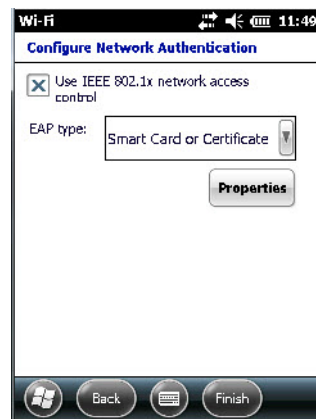 Wi-Fi 11:49
Configure Network Authentication
Use IEEE 802.1x network access
control
EAP type:
Smart Card or Certificate
Properties
Back Finish